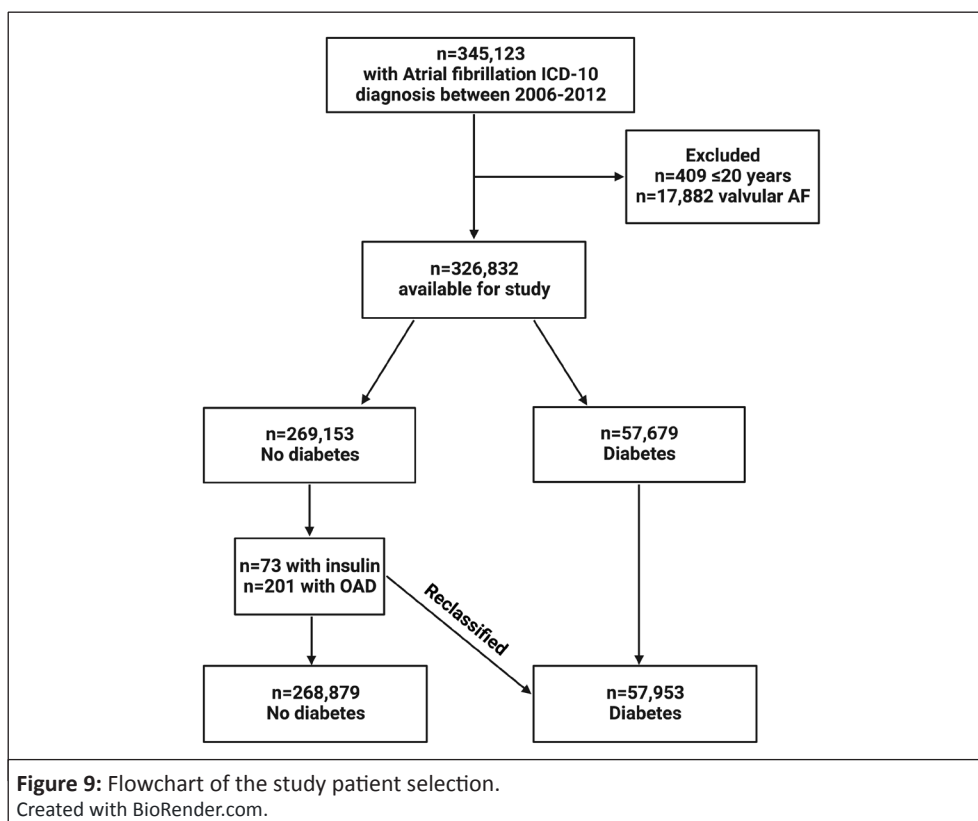 n=345,123
with Atrial fibrillation ICD-10
diagnosis between 2006-2012
Excluded
n=409 ≤20 years
n=17,882 valvular AF
n=326,832
available for study
n=269,153
No diabetes
n=57,679
Diabetes
n=73 with insulin
n=201 with OAD
Reclassified
n=268,879
No diabetes
n=57,953
Diabetes
Figure 9: Flowchart of the study patient selection.
Created with BioRender.com.